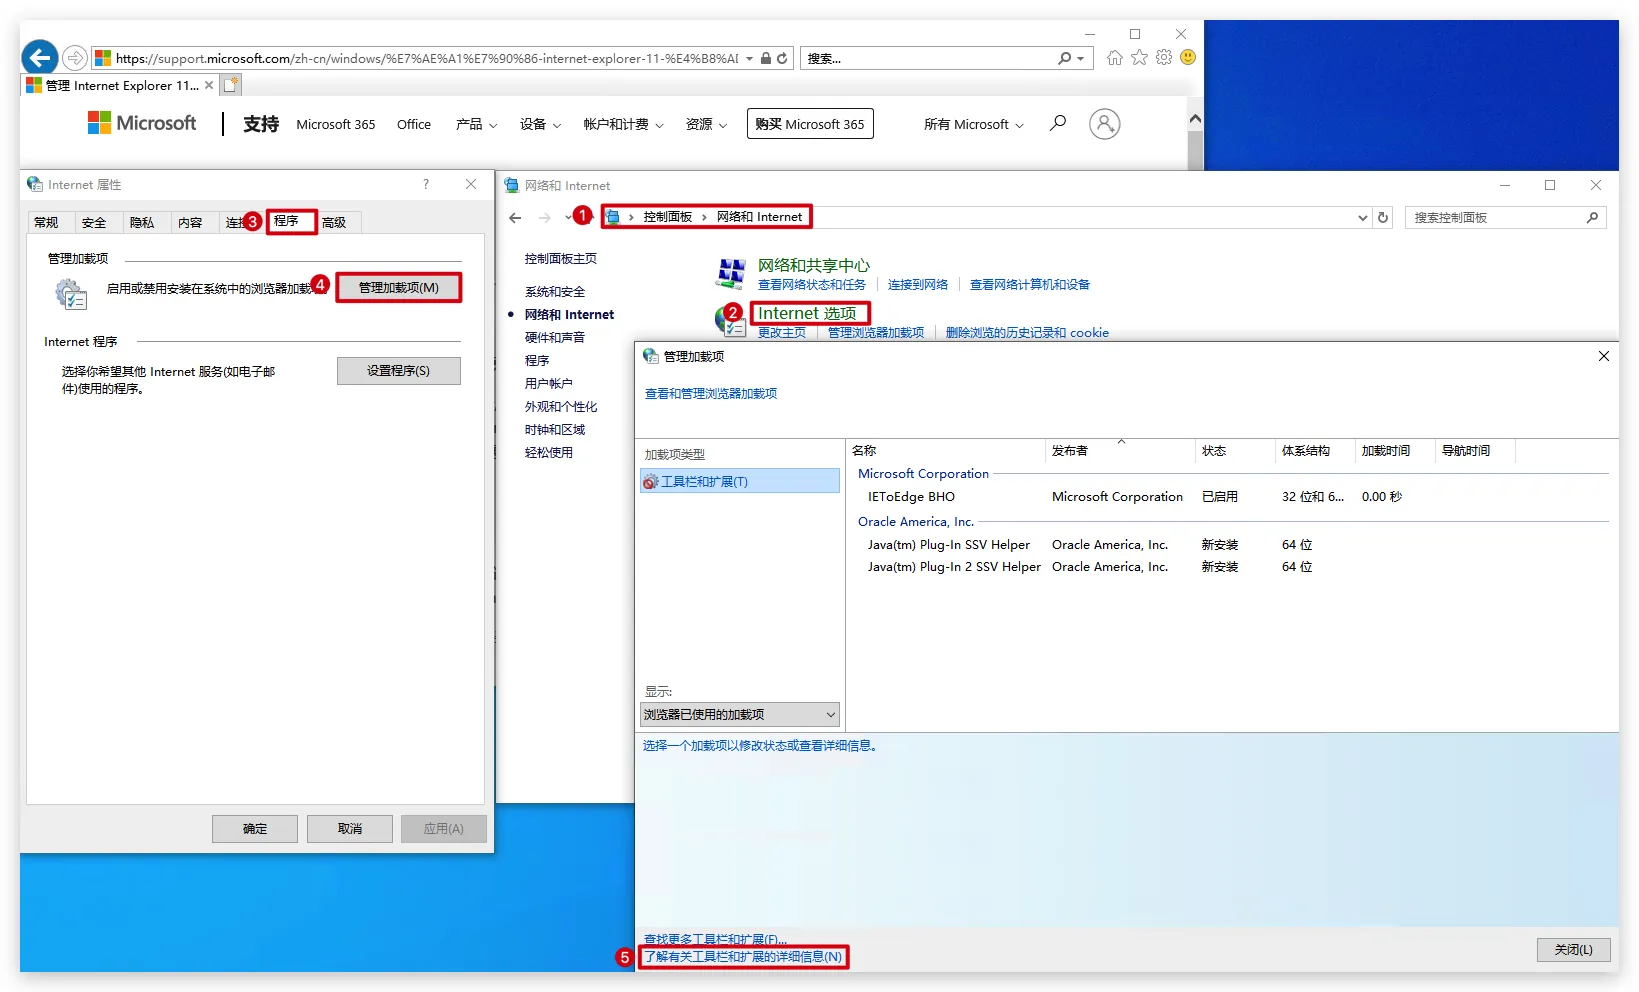 https://support.microsoft.com/zh-cn/windows/%E7%AE%A1%E7%90%86-internet-explorer-11-%E4%B8%AI
搜索...
管理 Internet Explorer 11...
Microsoft
支持
Microsoft 365
Office
产品
设备
帐户和计费
资源
购买 Microsoft 365
所有 Microsoft
Internet 属性
?
常规
安全
隐私
内容
连接
3
程序
高级
管理加载项
启用或禁用安装在系统中的浏览器加载
4
管理加载项(M)
Internet 程序
选择你希望其他 Internet 服务(如电子邮
件)使用的程序。
设置程序(S)
确定
取消
应用(A)
网络和 Internet
1
控制面板 › 网络和 Internet
搜索控制面板
控制面板主页
系统和安全
网络和 Internet
硬件和声音
程序
用户帐户
外观和个性化
时钟和区域
轻松使用
网络和共享中心
查看网络状态和任务
连接到网络
查看网络计算机和设备
2
Internet 选项
更改主页
管理浏览器加载项
删除浏览的历史记录和 cookie
管理加载项
查看和管理浏览器加载项
加载项类型
工具栏和扩展(T)
显示:
浏览器已使用的加载项
名称 发布者 状态 体系结构 加载时间 导航时间
Microsoft Corporation
IEToEdge BHO Microsoft Corporation 已启用 32 位和 6... 0.00 秒
Oracle America, Inc.
Java(tm) Plug-In SSV Helper Oracle America, Inc. 新安装 64 位
Java(tm) Plug-In 2 SSV Helper Oracle America, Inc. 新安装 64 位
选择一个加载项以修改状态或查看详细信息。
查找更多工具栏和扩展(F)...
5
了解有关工具栏和扩展的详细信息(N)
关闭(L)